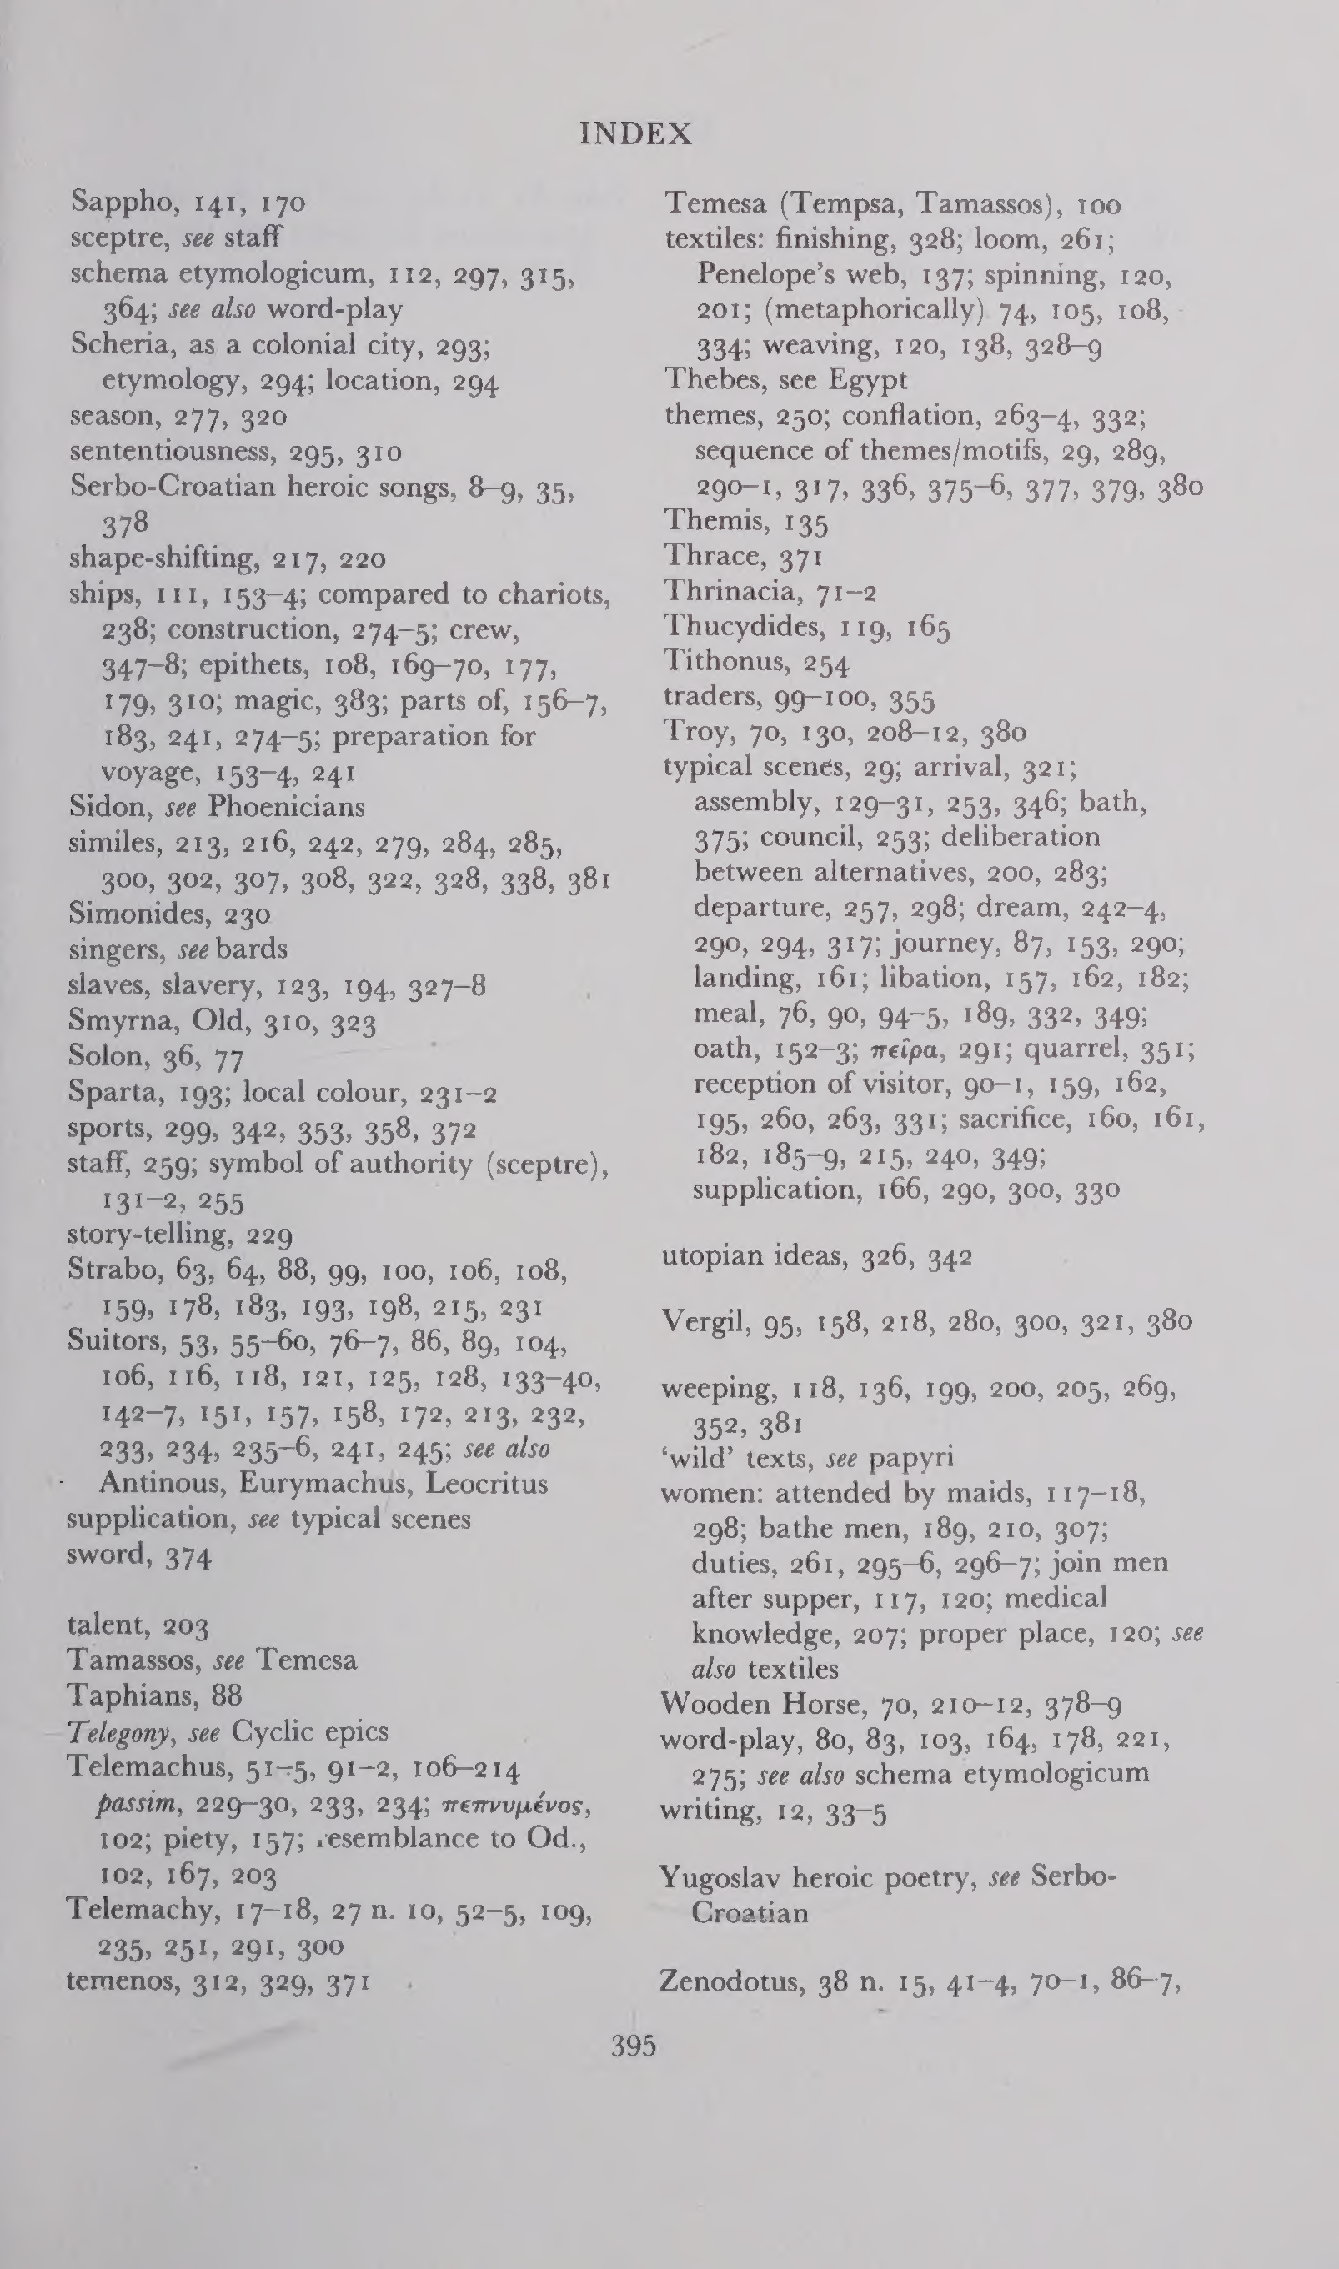 INDEX
Sappho, 141, 170
sceptre, see staff
schema etymologicum, 112, 297, 315,
364; see also word-play
Scheria, as a colonial city, 293;
etymology, 294; location, 294
season, 277, 320
sententiousness, 295, 310
Serbo-Croatian heroic songs, 8–9, 35,
378
shape-shifting, 217, 220
ships, 111, 153–4; compared to chariots,
238; construction, 274–5; crew,
347–8; epithets, 108, 169–70, 177,
179, 310; magic, 383; parts of, 156–7,
183, 241, 274–5; preparation for
voyage, 153–4, 241
Sidon, see Phoenicians
similes, 213, 216, 242, 279, 284, 285,
300, 302, 307, 308, 322, 328, 338, 381
Simonides, 230
singers, see bards
slaves, slavery, 123, 194, 327–8
Smyrna, Old, 310, 323
Solon, 36, 77
Sparta, 193; local colour, 231–2
sports, 299, 342, 353, 358, 372
staff, 259; symbol of authority (sceptre),
131–2, 255
story-telling, 229
Strabo, 63, 64, 88, 99, 100, 106, 108,
159, 178, 183, 193, 198, 215, 231
Suitors, 53, 55–60, 76–7, 86, 89, 104,
106, 116, 118, 121, 125, 128, 133–40,
142–7, 151, 157, 158, 172, 213, 232,
233, 234, 235–6, 241, 245; see also
Antinous, Eurymachus, Leocritus
supplication, see typical scenes
sword, 374
talent, 203
Tamassos, see Temesa
Taphians, 88
Telegony, see Cyclic epics
Telemachus, 51–5, 91–2, 106–214
passim, 229–30, 233, 234; πεπνυμένος,
102; piety, 157; resemblance to Od.,
102, 167, 203
Telemachy, 17–18, 27 n. 10, 52–5, 109,
235, 251, 291, 300
temenos, 312, 329, 371
Temesa (Tempsa, Tamassos), 100
textiles: finishing, 328; loom, 261;
Penelope's web, 137; spinning, 120,
201; (metaphorically) 74, 105, 108,
334; weaving, 120, 138, 328–9
Thebes, see Egypt
themes, 250; conflation, 263–4, 332;
sequence of themes/motifs, 29, 289,
290–1, 317, 336, 375–6, 377, 379, 380
Themis, 135
Thrace, 371
Thrinacia, 71–2
Thucydides, 119, 165
Tithonus, 254
traders, 99–100, 355
Troy, 70, 130, 208–12, 380
typical scenes, 29; arrival, 321;
assembly, 129–31, 253, 346; bath,
375; council, 253; deliberation
between alternatives, 200, 283;
departure, 257, 298; dream, 242–4,
290, 294, 317; journey, 87, 153, 290;
landing, 161; libation, 157, 162, 182;
meal, 76, 90, 94–5, 189, 332, 349;
oath, 152–3; πεῖρα, 291; quarrel, 351;
reception of visitor, 90–1, 159, 162,
195, 260, 263, 331; sacrifice, 160, 161,
182, 185–9, 215, 240, 349;
supplication, 166, 290, 300, 330
utopian ideas, 326, 342
Vergil, 95, 158, 218, 280, 300, 321, 380
weeping, 118, 136, 199, 200, 205, 269,
352, 381
‘wild’ texts, see papyri
women: attended by maids, 117–18,
298; bathe men, 189, 210, 307;
duties, 261, 295–6, 296–7; join men
after supper, 117, 120; medical
knowledge, 207; proper place, 120; see
also textiles
Wooden Horse, 70, 210–12, 378–9
word-play, 80, 83, 103, 164, 178, 221,
275; see also schema etymologicum
writing, 12, 33–5
Yugoslav heroic poetry, see Serbo-
Croatian
Zenodotus, 38 n. 15, 41–4, 70–1, 86–7,
395